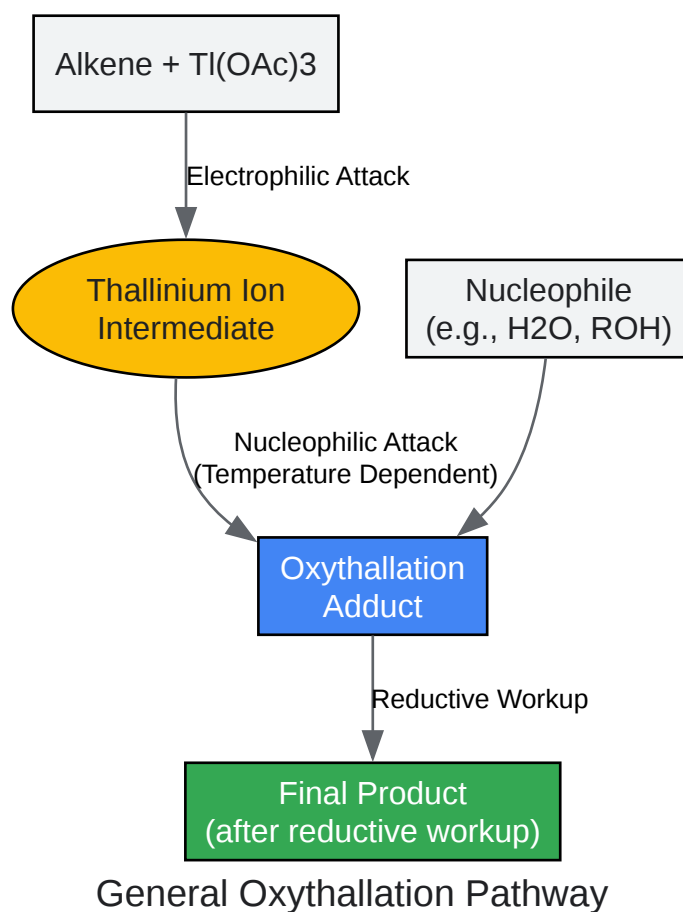 Alkene + Tl(OAc)3
Electrophilic Attack
Thallinium Ion
Intermediate
Nucleophile
(e.g., H2O, ROH)
Nucleophilic Attack
(Temperature Dependent)
Oxythallation
Adduct
Reductive Workup
Final Product
(after reductive workup)
General Oxythallation Pathway